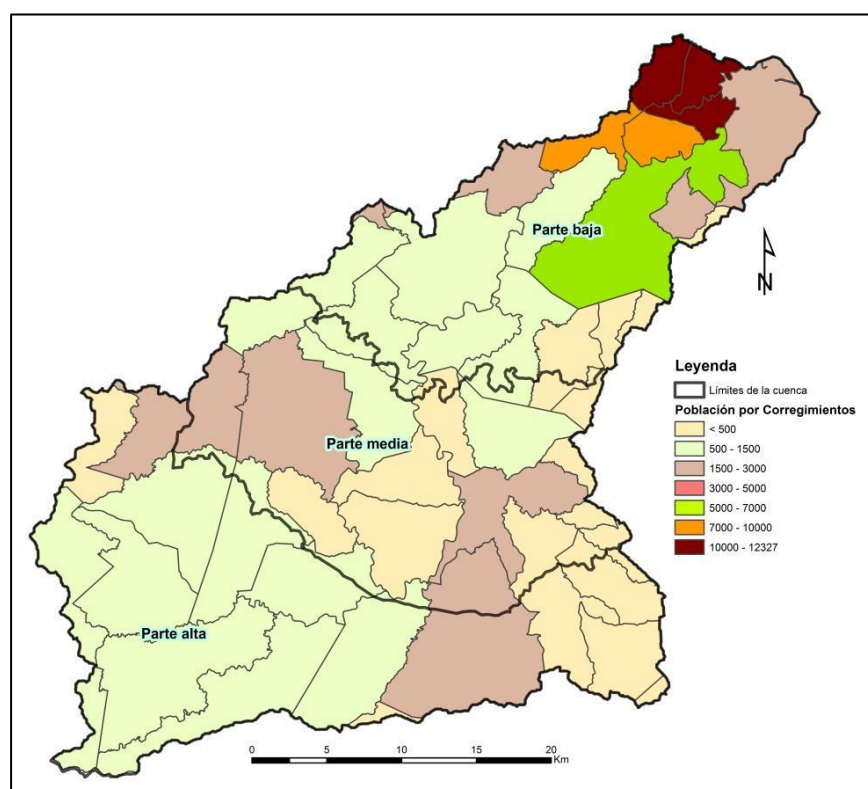 Parte baja
N
Leyenda
Límites de la cuenca
Parte media
Población por Corregimientos
< 500
500 - 1500
1500 - 3000
3000 - 5000
5000 - 7000
7000 - 10000
10000 - 12327
Parte alta
0 5 10 15 20
Km